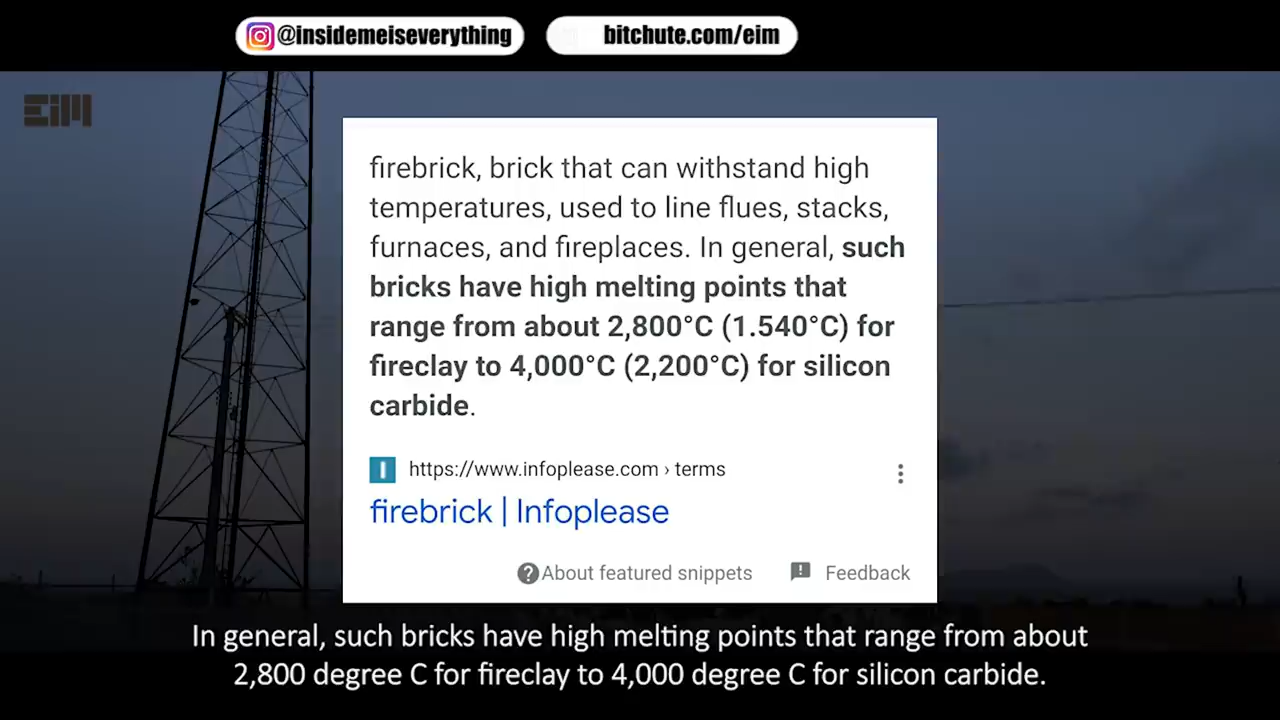 @insidemeiseverything
bitchute.com/eim
EiM
firebrick, brick that can withstand high
temperatures, used to line flues, stacks,
furnaces, and fireplaces. In general, such
bricks have high melting points that
range from about 2,800°C (1.540°C) for
fireclay to 4,000°C (2,200°C) for silicon
carbide.
https://www.infoplease.com › terms
firebrick | Infoplease
About featured snippets
Feedback
In general, such bricks have high melting points that range from about
2,800 degree C for fireclay to 4,000 degree C for silicon carbide.